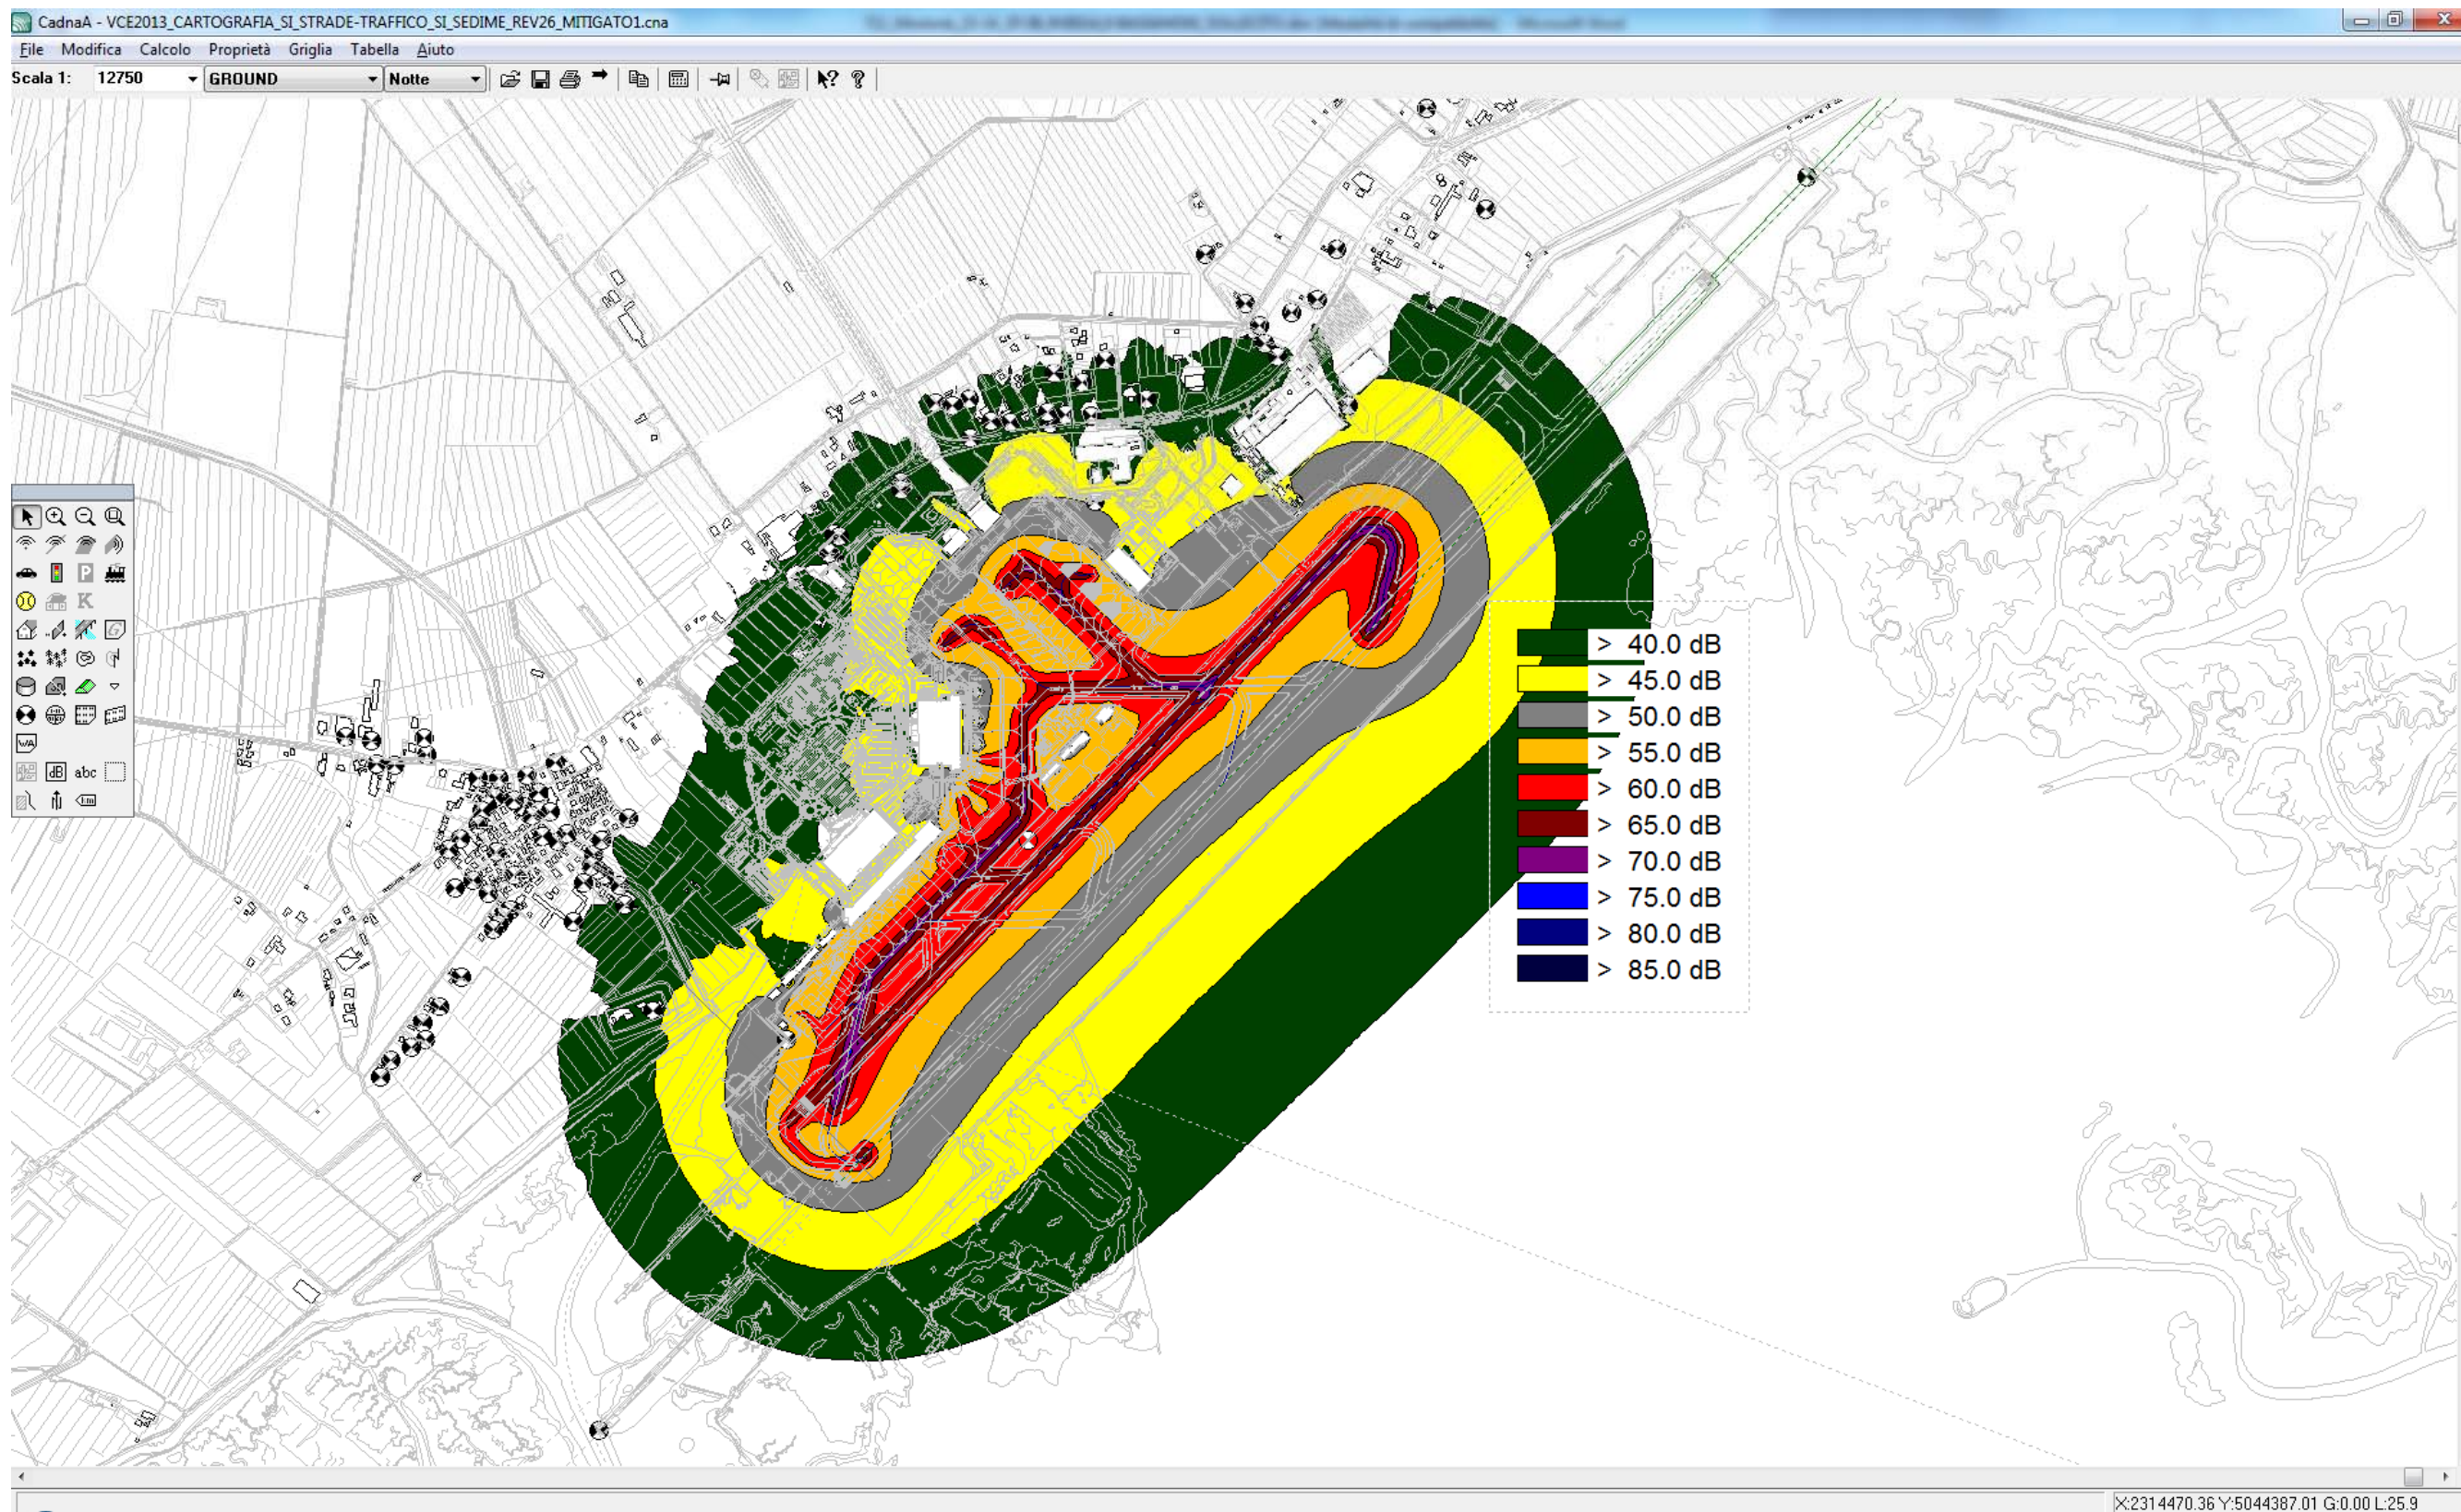 CadnaA - VCE2013_CARTOGRAFIA_SI_STRADE-TRAFFICO_SI_SEDIME_REV26_MITIGATO1.cna
File Modifica Calcolo Proprietà Griglia Tabella Aiuto
Scala 1: 12750 GROUND Notte
> 40.0 dB
> 45.0 dB
> 50.0 dB
> 55.0 dB
> 60.0 dB
> 65.0 dB
> 70.0 dB
> 75.0 dB
> 80.0 dB
> 85.0 dB
dB abc
X:2314470.36 Y:5044387.01 G:0.00 L:25.9